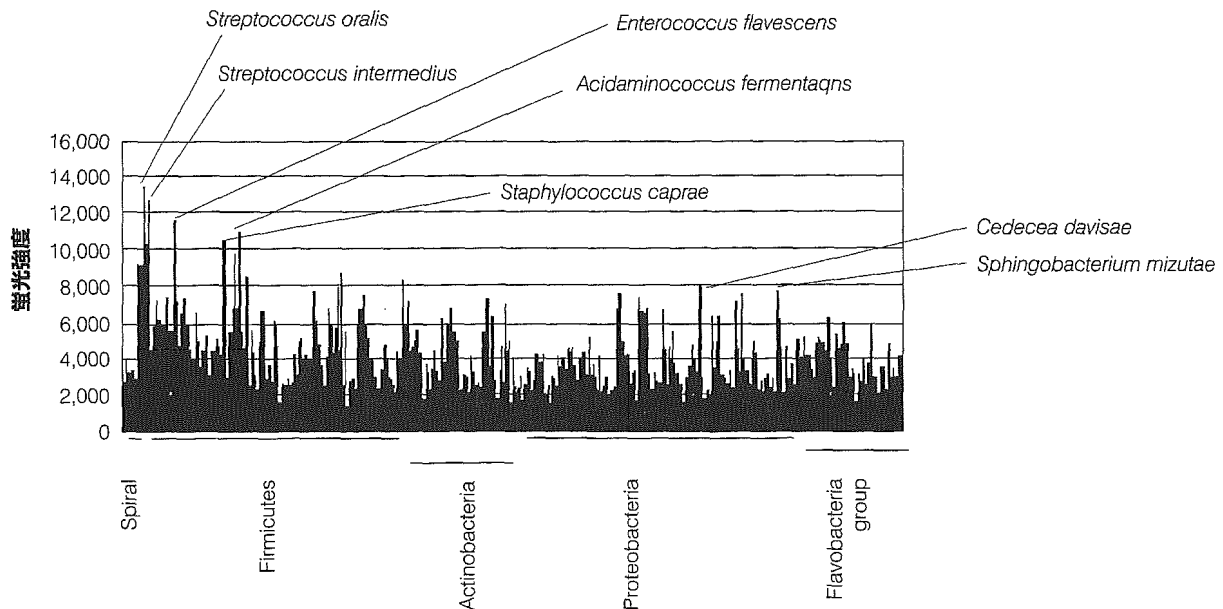 Streptococcus oralis
Enterococcus flavescens
Streptococcus intermedius
Acidaminococcus fermentaqns
16,000
14,000
12,000
10,000
8,000
6,000
4,000
2,000
0
蛍光強度
Staphylococcus caprae
Cedecea davisae
Sphingobacterium mizutae
Spiral
Firmicutes
Actinobacteria
Proteobacteria
Flavobacteria
group